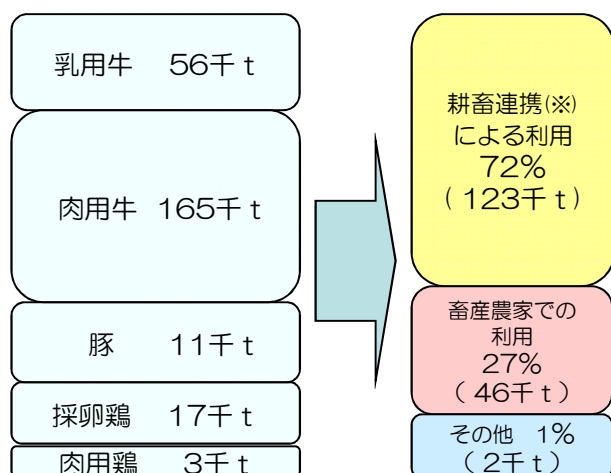 乳用牛 56千ｔ
肉用牛 165千ｔ
豚 11千ｔ
採卵鶏 17千ｔ
肉用鶏 3千ｔ
耕畜連携(※)
による利用
72%
( 123千ｔ)
畜産農家での
利用
27%
( 46千ｔ)
その他 1%
( 2千ｔ)